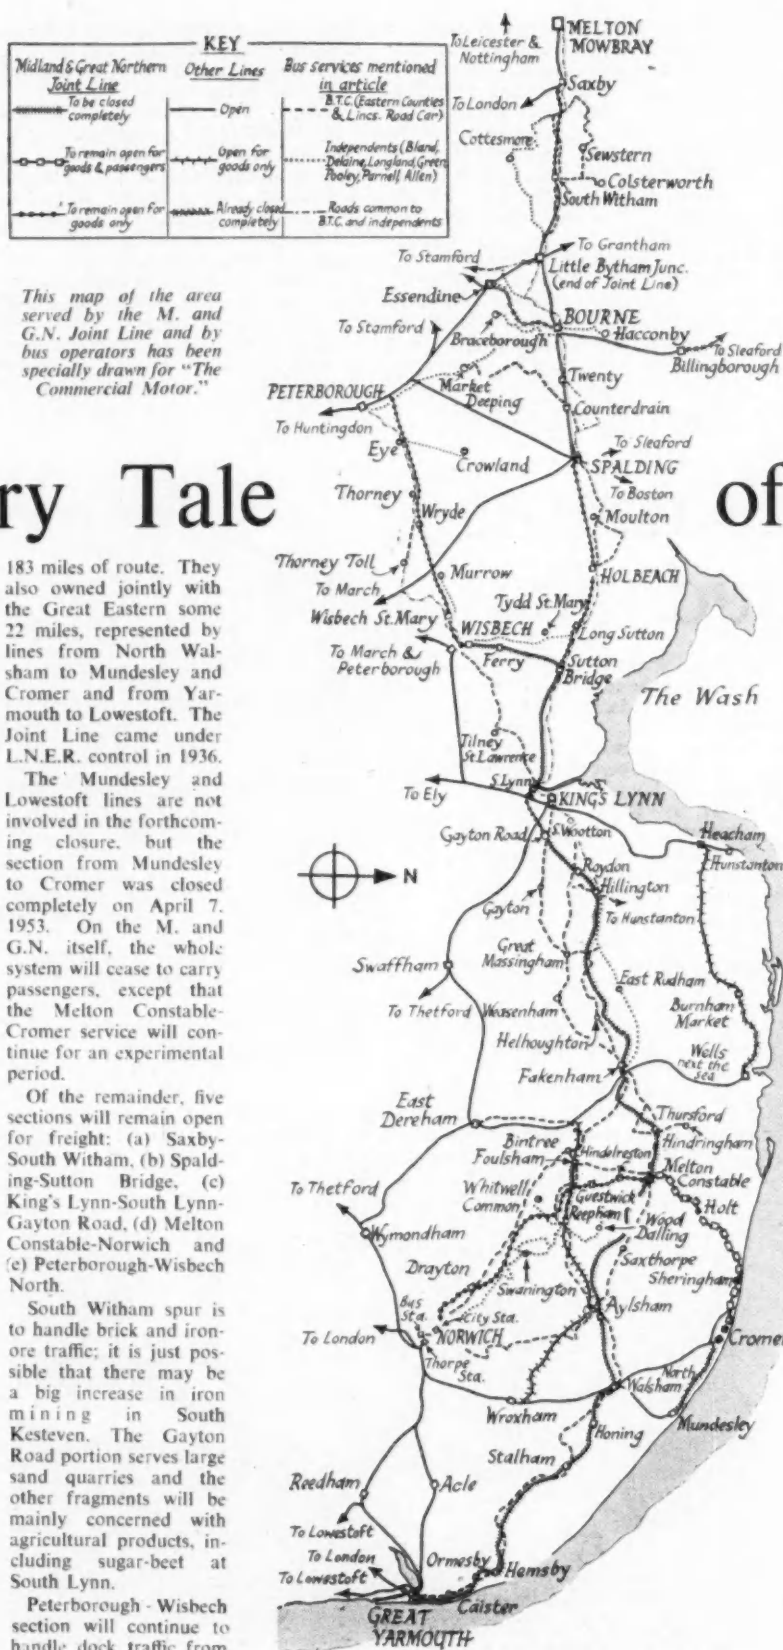 KEY
Midland & Great Northern
Joint Line
Other Lines
Bus services mentioned
in article
To be closed
completely
Open
B.T.C. (Eastern Counties
& Lincs. Road Car)
To remain open for
goods & passengers
Open for
goods only
Independents (Bland,
Delaine, Longland, Green,
Pooley, Parnell, Allen)
To remain open for
goods only
Already closed
completely
Roads common to
B.T.C. and independents
This map of the area
served by the M. and
G.N. Joint Line and by
bus operators has been
specially drawn for "The
Commercial Motor."
ry Tale of
183 miles of route. They
also owned jointly with
the Great Eastern some
22 miles, represented by
lines from North Wal-
sham to Mundesley and
Cromer and from Yar-
mouth to Lowestoft. The
Joint Line came under
L.N.E.R. control in 1936.
The Mundesley and
Lowestoft lines are not
involved in the forthcom-
ing closure, but the
section from Mundesley
to Cromer was closed
completely on April 7,
1953. On the M. and
G.N. itself, the whole
system will cease to carry
passengers, except that
the Melton Constable-
Cromer service will con-
tinue for an experimental
period.
Of the remainder, five
sections will remain open
for freight: (a) Saxby-
South Witham, (b) Spald-
ing-Sutton Bridge, (c)
King's Lynn-South Lynn-
Gayton Road, (d) Melton
Constable-Norwich and
(e) Peterborough-Wisbech
North.
South Witham spur is
to handle brick and iron-
ore traffic; it is just pos-
sible that there may be
a big increase in iron
mining in South
Kesteven. The Gayton
Road portion serves large
sand quarries and the
other fragments will be
mainly concerned with
agricultural products, in-
cluding sugar-beet at
South Lynn.
Peterborough - Wisbech
section will continue to
handle dock traffic from
To Leicester &
Nottingham
MELTON
MOWBRAY
Saxby
To London
Cottesmore
Sewstern
Colsterworth
South Witham
To Grantham
To Stamford
Little Bytham Junc.
(end of Joint Line)
Essendine
BOURNE
Hacconby
To Stamford
Braceborough
To Sleaford
Billingborough
Twenty
PETERBOROUGH
Market
Deeping
Counterdrain
To Huntingdon
Eye
Crowland
To Sleaford
SPALDING
To Boston
Thorney
Wryde
Moulton
Thorney Toll
Murrow
HOLBEACH
To March
Wisbech St. Mary
Tydd St. Mary
WISBECH
Long Sutton
To March &
Peterborough
Ferry
Sutton
Bridge
The Wash
Tilney
St. Lawrence
S. Lynn
To Ely
KINGS LYNN
Gayton Road
S. Wootton
Heacham
Hunstanton
N
Roydon
Hillington
Gayton
To Hunstanton
Swaffham
Great
Massingham
East Rudham
To Thetford
Weasenham
Burnham
Market
Helhoughton
Wells
next the
sea
Fakenham
East
Dereham
Thursford
Bintree
Hindringham
Foulsham
Hindolveston
Melton
Constable
To Thetford
Whitwell
Common
Guestwick
Holt
Reepham
Wood
Dalling
Wymondham
Saxthorpe
Drayton
Sheringham
Swanington
Bus
Sta.
City Sta.
Aylsham
To London
NORWICH
Cromer
Thorpe
Sta.
North
Walsham
Wroxham
Mundesley
Honing
Stalham
Reedham
Acle
To Lowestoft
To London
Ormesby
Hemsby
To Lowestoft
Caister
GREAT
YARMOUTH